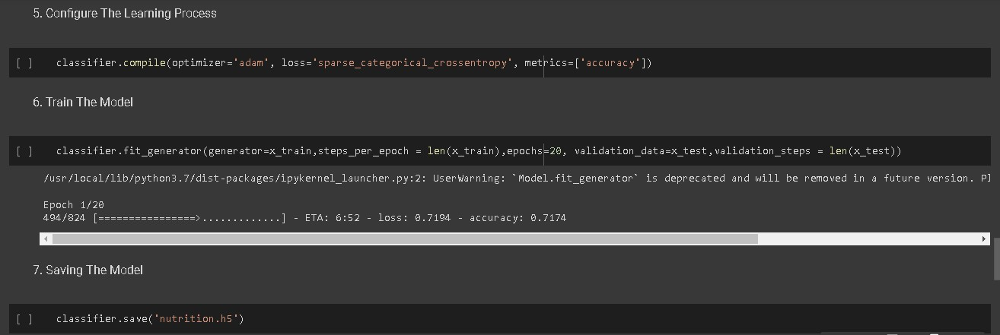 5. Configure The Learning Process
[ ] classifier.compile(optimizer='adam', loss='sparse_categorical_crossentropy', metrics=['accuracy'])
6. Train The Model
[ ] classifier.fit_generator(generator=x_train,steps_per_epoch = len(x_train),epochs=20, validation_data=x_test,validation_steps = len(x_test))
/usr/local/lib/python3.7/dist-packages/ipykernel_launcher.py:2: UserWarning: `Model.fit_generator` is deprecated and will be removed in a future version. Pl
Epoch 1/20
494/824 [================>.............] - ETA: 6:52 - loss: 0.7194 - accuracy: 0.7174
7. Saving The Model
[ ] classifier.save('nutrition.h5')